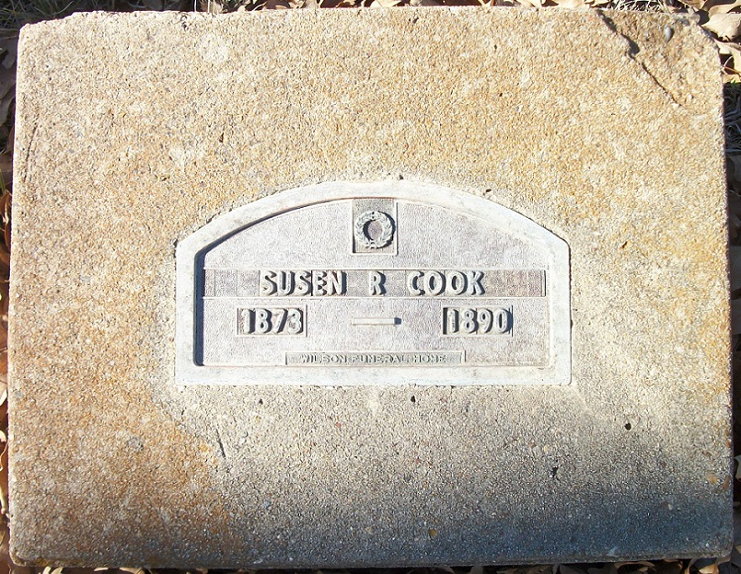 SUSEN R COOK
1873 — 1890
WILSON FUNERAL HOME